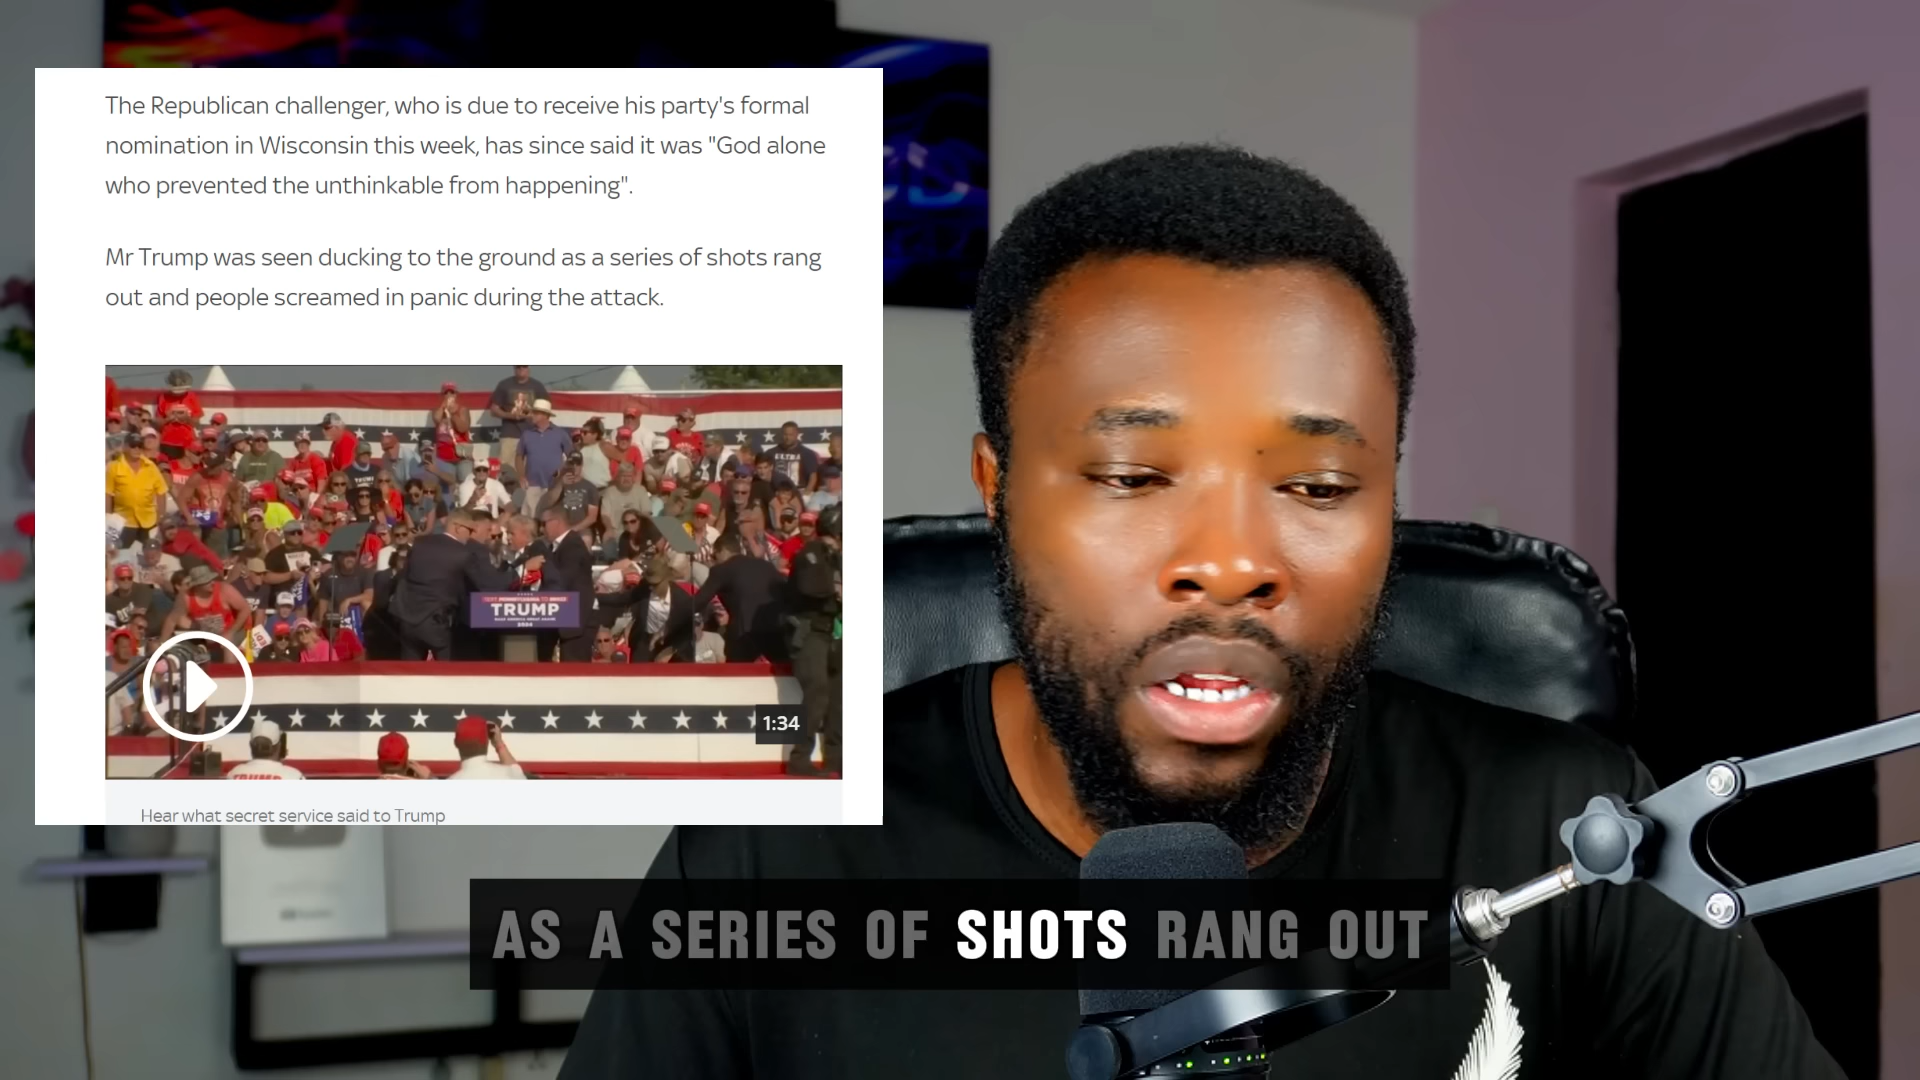 The Republican challenger, who is due to receive his party's formal
nomination in Wisconsin this week, has since said it was "God alone
who prevented the unthinkable from happening".
Mr Trump was seen ducking to the ground as a series of shots rang
out and people screamed in panic during the attack.
TRUMP
1:34
Hear what secret service said to Trump
AS A SERIES OF SHOTS RANG OUT